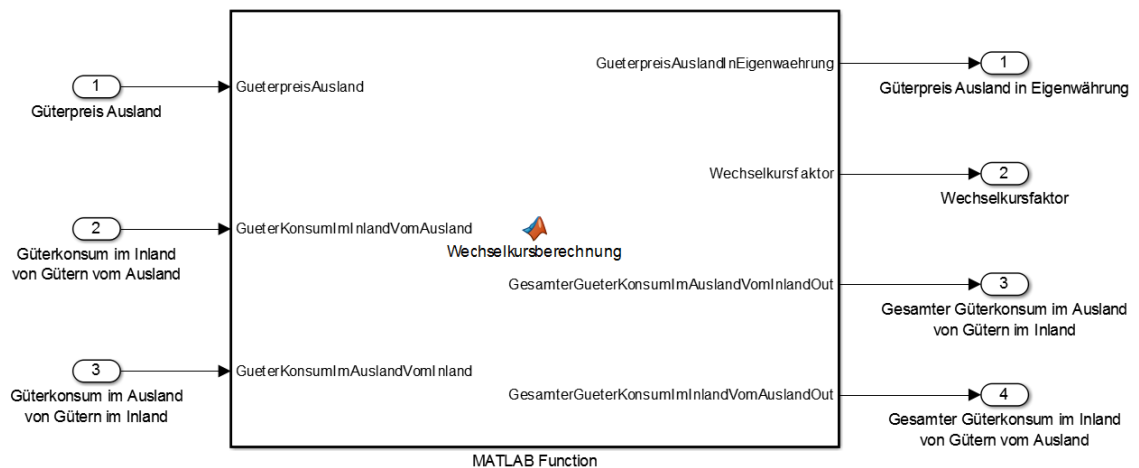 1
Güterpreis Ausland
2
Güterkonsum im Inland
von Gütern vom Ausland
3
Güterkonsum im Ausland
von Gütern im Inland
GueterpreisAusland
GueterKonsumImInlandVomAusland
GueterKonsumImAuslandVomInland
Wechselkursberechnung
GueterpreisAuslandInEigenwaehrung
Wechselkursfaktor
GesamterGueterKonsumImAuslandVomInlandOut
GesamterGueterKonsumImInlandVomAuslandOut
MATLAB Function
1
Güterpreis Ausland in Eigenwährung
2
Wechselkursfaktor
3
Gesamter Güterkonsum im Ausland
von Gütern im Inland
4
Gesamter Güterkonsum im Inland
von Gütern vom Ausland